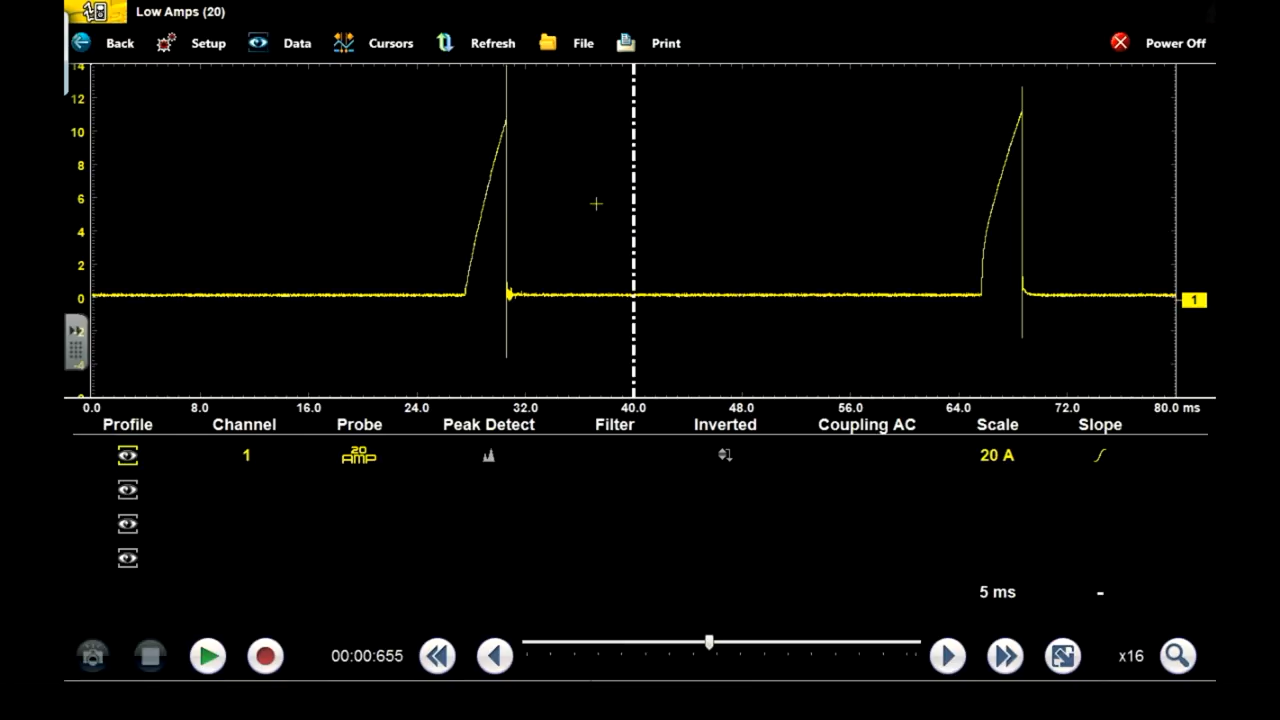 Low Amps (20)
Back Setup Data Cursors Refresh File Print Power Off
14
12
10
8
6
4
2
0
1
2
-4
0.0 8.0 16.0 24.0 32.0 40.0 48.0 56.0 64.0 72.0 80.0 ms
Profile Channel Probe Peak Detect Filter Inverted Coupling AC Scale Slope
1 20 AMP 20 A
5 ms -
00:00:655 x16